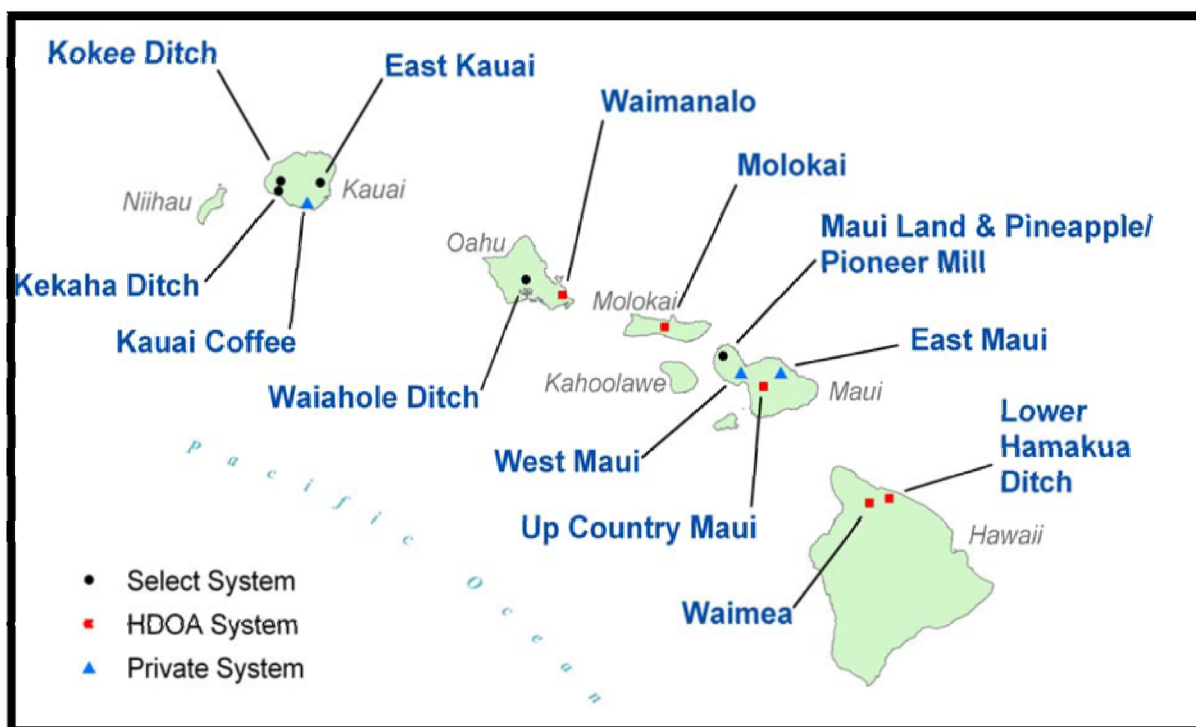 Kokee Ditch
East Kauai
Waimanalo
Molokai
Niihau
Kauai
Maui Land & Pineapple/
Pioneer Mill
Oahu
Kekaha Ditch
Molokai
Kauai Coffee
East Maui
Kahoolawe
Maui
Waiahole Ditch
Lower
Hamakua
Ditch
West Maui
Pacific Ocean
Up Country Maui
Hawaii
Select System
Waimea
HDOA System
Private System